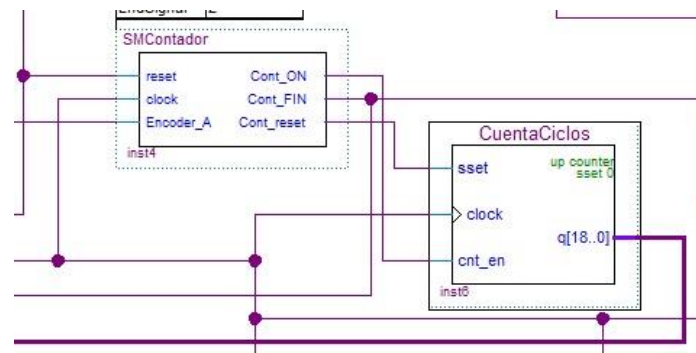 SMContador
reset
Cont_ON
clock
Cont_FIN
Encoder_A
Cont_reset
inst4
CuentaCiclos
sset
up counter
sset 0
clock
q[18..0]
cnt_en
inst6